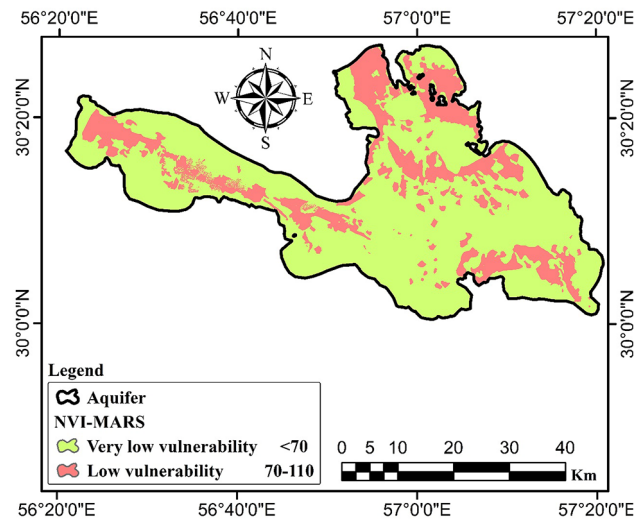 56°20'0"E 56°40'0"E 57°0'0"E 57°20'0"E
N
W E
S
30°20'0"N 30°20'0"N
30°0'0"N 30°0'0"N
Legend
Aquifer
NVI-MARS
Very low vulnerability <70
Low vulnerability 70-110
0 5 10 20 30 40
Km
56°20'0"E 56°40'0"E 57°0'0"E 57°20'0"E